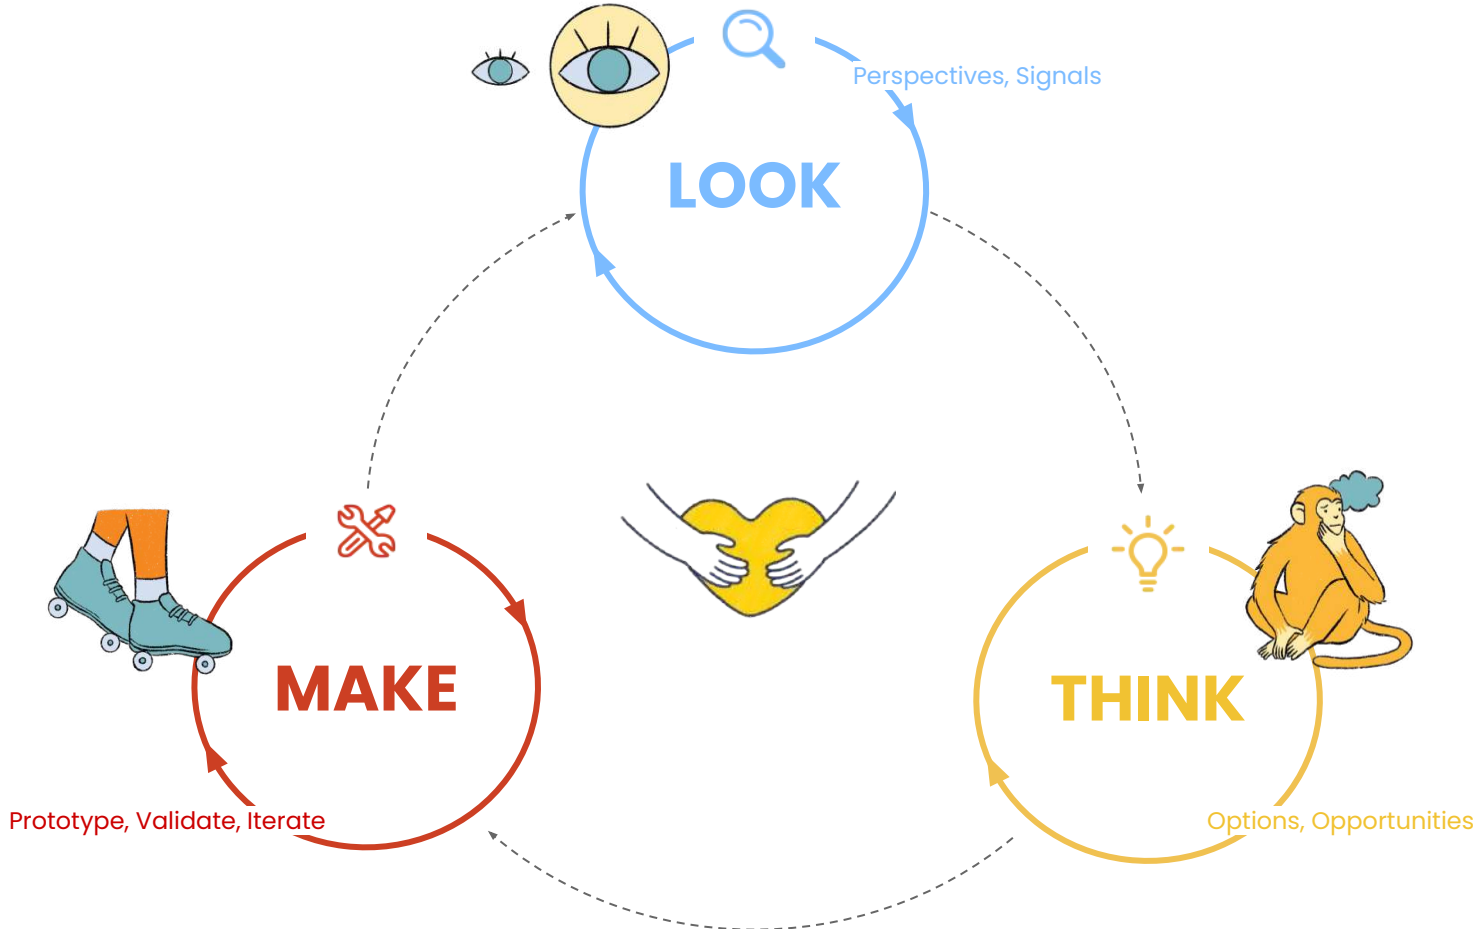 Perspectives, Signals
LOOK
MAKE
THINK
Prototype, Validate, Iterate
Options, Opportunities